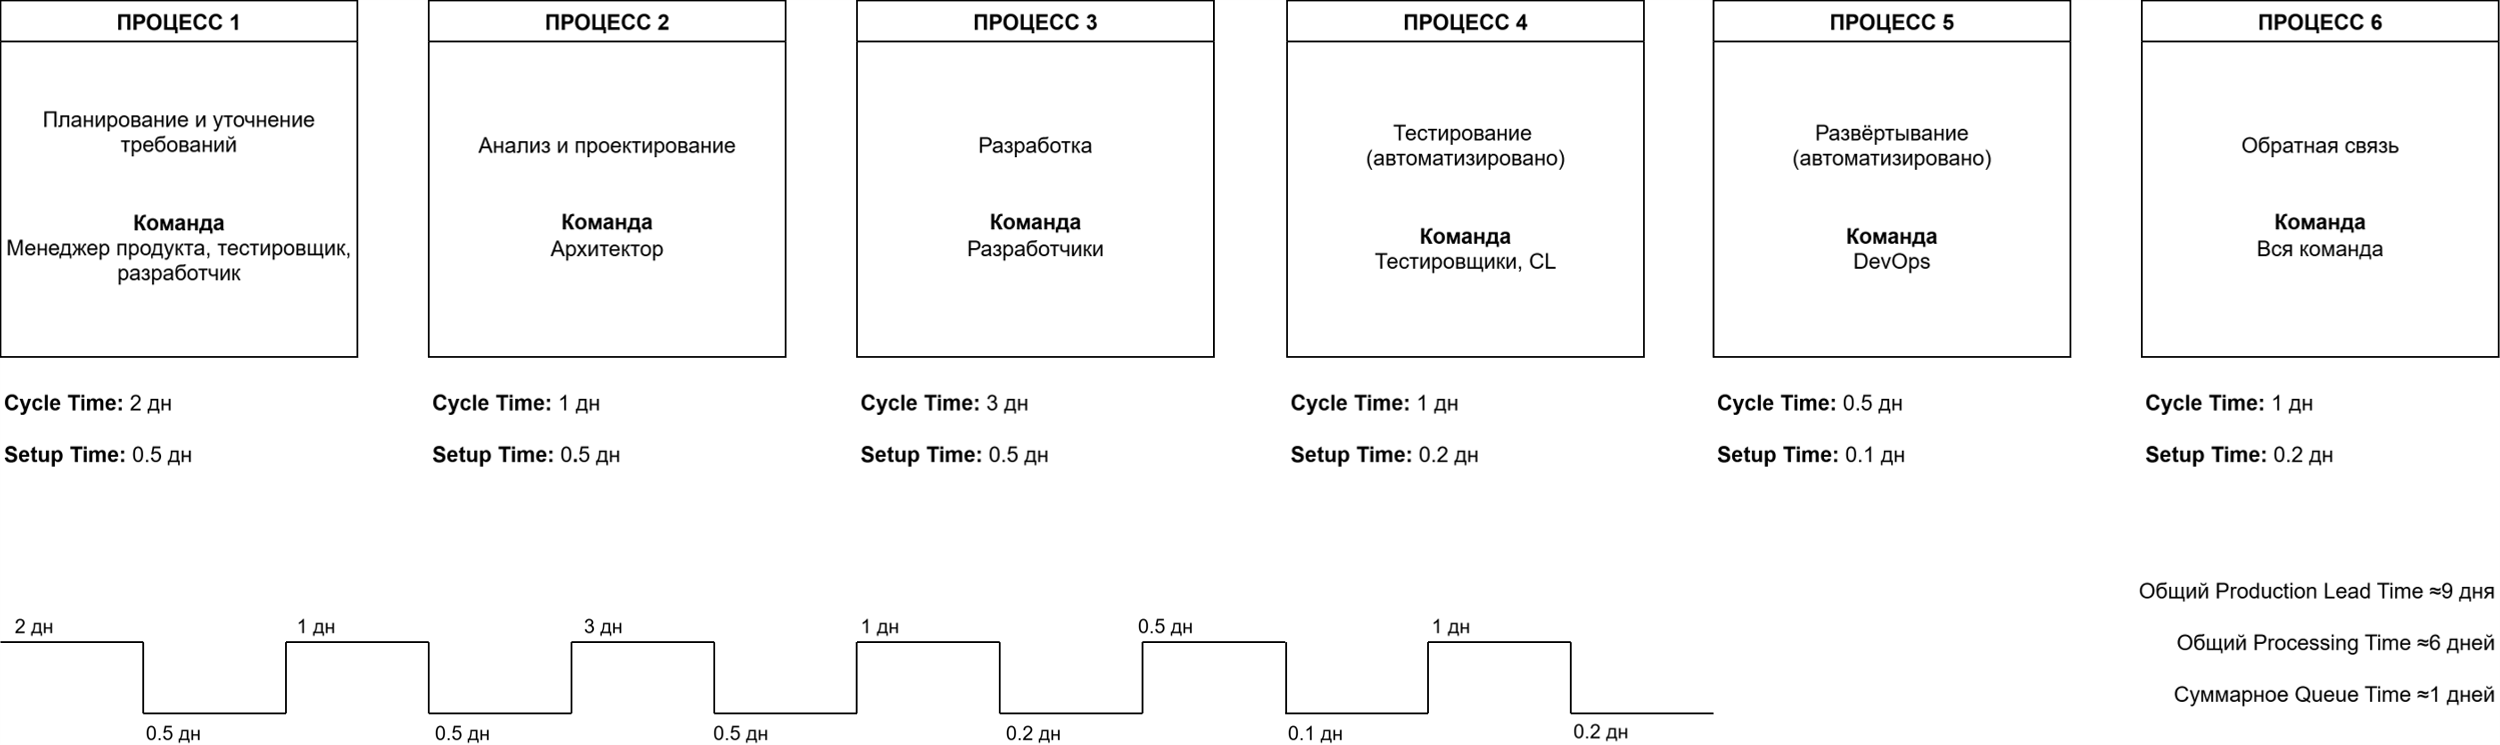 ПРОЦЕСС 1
Планирование и уточнение
требований
Команда
Менеджер продукта, тестировщик,
разработчик
Cycle Time: 2 дн
Setup Time: 0.5 дн
ПРОЦЕСС 2
Анализ и проектирование
Команда
Архитектор
Cycle Time: 1 дн
Setup Time: 0.5 дн
ПРОЦЕСС 3
Разработка
Команда
Разработчики
Cycle Time: 3 дн
Setup Time: 0.5 дн
ПРОЦЕСС 4
Тестирование
(автоматизировано)
Команда
Тестировщики, CL
Cycle Time: 1 дн
Setup Time: 0.2 дн
ПРОЦЕСС 5
Развёртывание
(автоматизировано)
Команда
DevOps
Cycle Time: 0.5 дн
Setup Time: 0.1 дн
ПРОЦЕСС 6
Обратная связь
Команда
Вся команда
Cycle Time: 1 дн
Setup Time: 0.2 дн
2 дн
0.5 дн
1 дн
0.5 дн
3 дн
0.5 дн
1 дн
0.2 дн
0.5 дн
0.1 дн
1 дн
0.2 дн
Общий Production Lead Time ≈9 дня
Общий Processing Time ≈6 дней
Суммарное Queue Time ≈1 дней